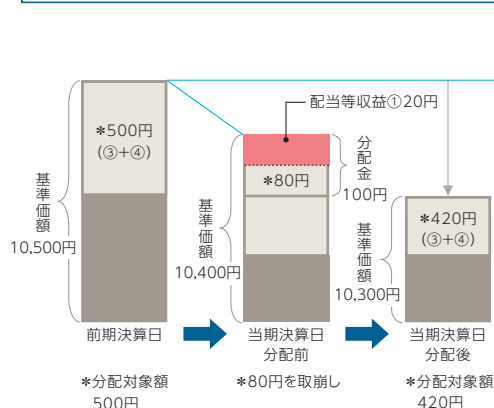 配当等収益①20円
*500円
(③+④)
分配金
*80円
100円
*420円
(③+④)
基準価額
10,500円
基準価額
10,400円
基準価額
10,300円
前期決算日
当期決算日
分配前
当期決算日
分配後
*分配対象額
500円
*80円を取崩し
*分配対象額
420円